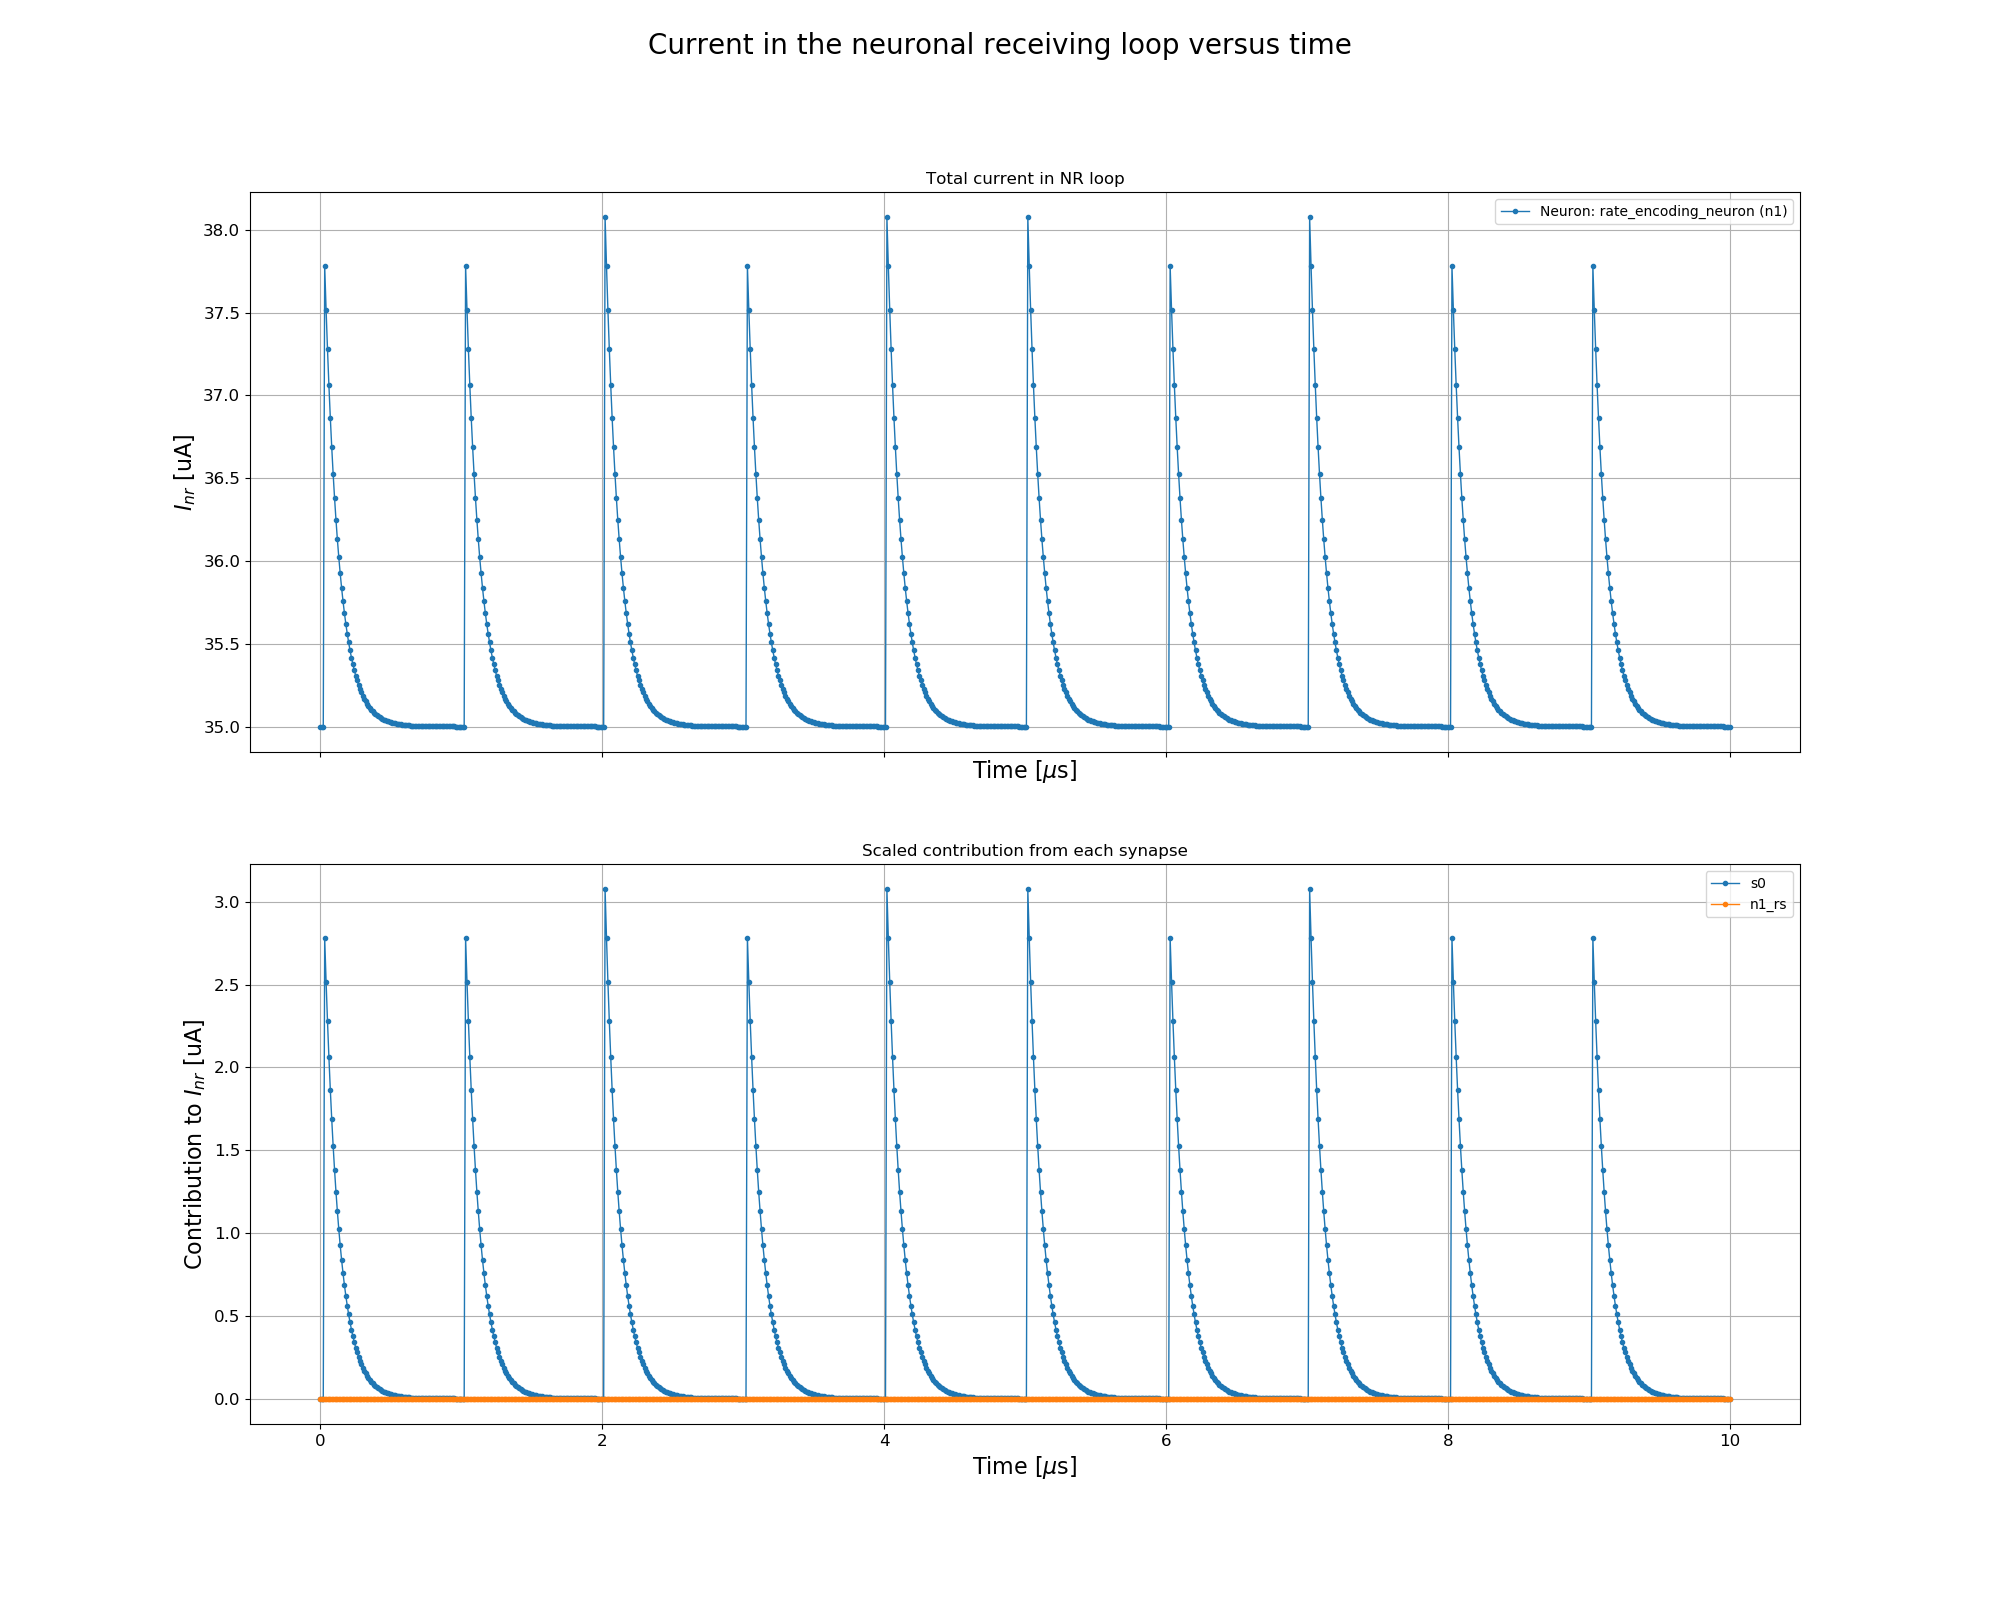 Current in the neuronal receiving loop versus time
Total current in NR loop
Neuron: rate_encoding_neuron (n1)
38.0
37.5
37.0
36.5
36.0
35.5
35.0
I_nr [uA]
Time [μs]
Scaled contribution from each synapse
s0
n1_rs
3.0
2.5
2.0
1.5
1.0
0.5
0.0
Contribution to I_nr [uA]
0 2 4 6 8 10
Time [μs]